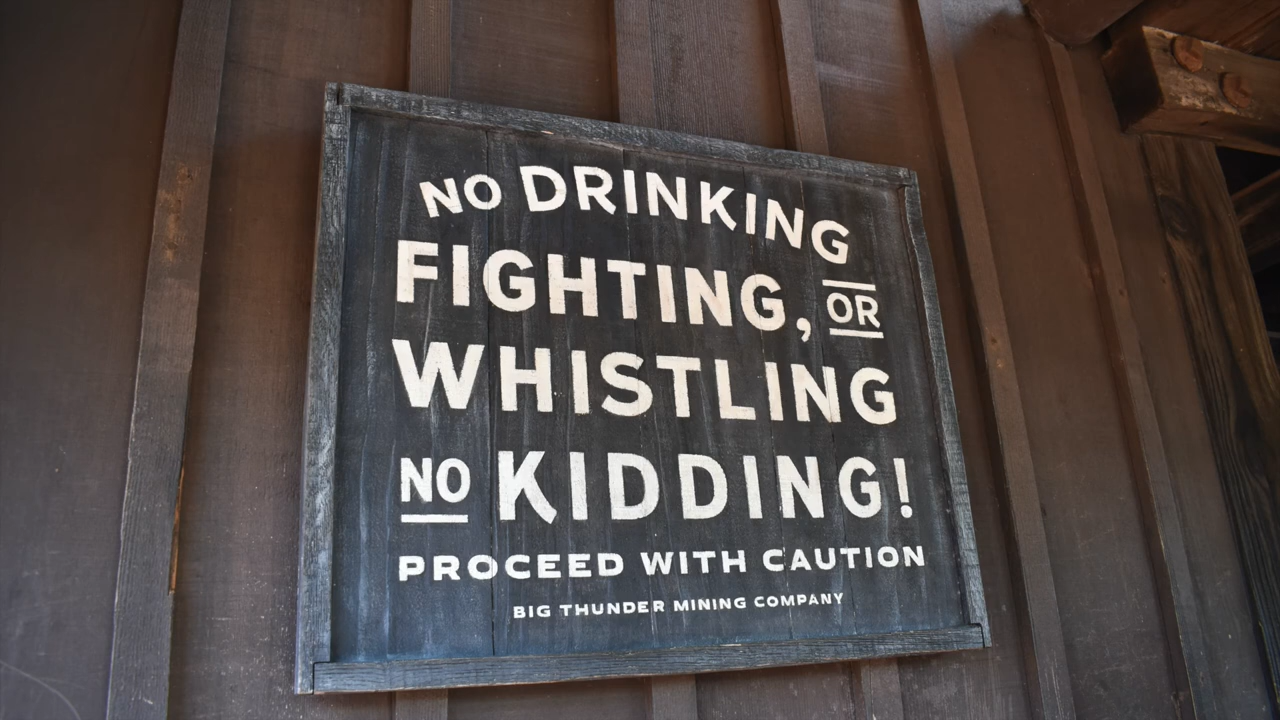 NO DRINKING
FIGHTING, OR
WHISTLING
NO KIDDING!
PROCEED WITH CAUTION
BIG THUNDER MINING COMPANY